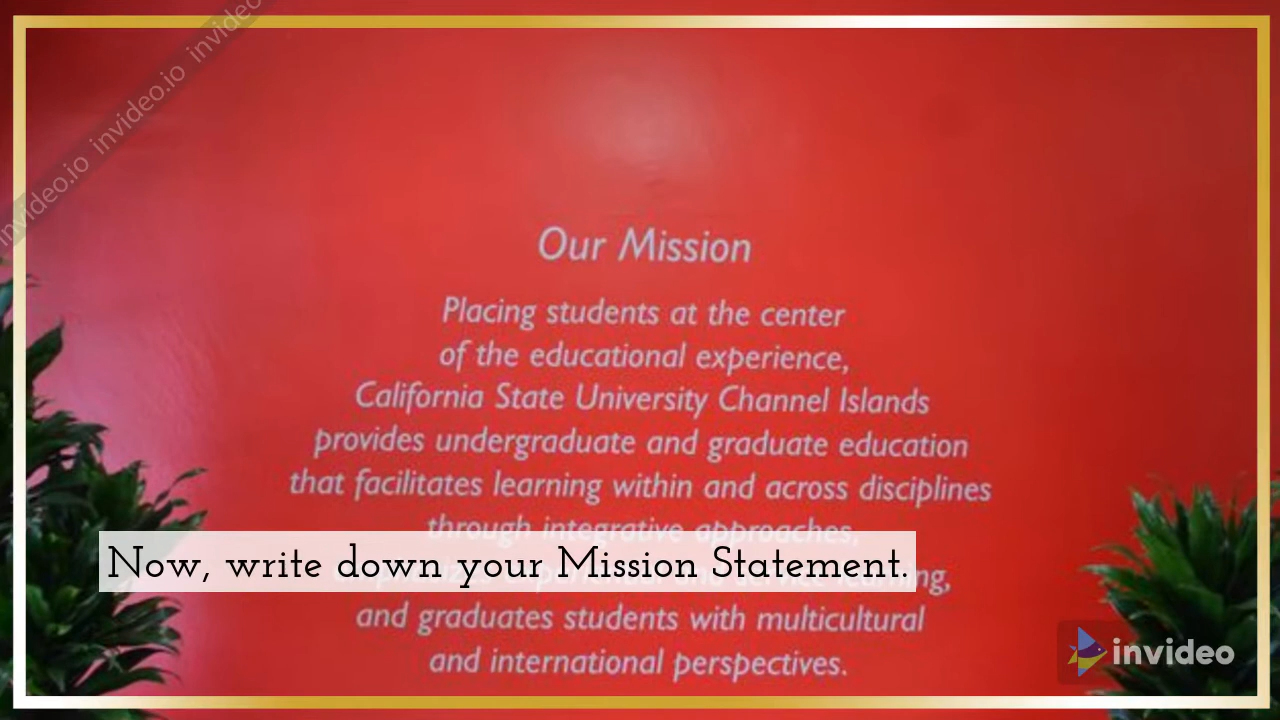 invideo.io invideo.io invideo
Our Mission
Placing students at the center
of the educational experience,
California State University Channel Islands
provides undergraduate and graduate education
that facilitates learning within and across disciplines
through integrative approaches,
Now, write down your Mission Statement.
and graduates students with multicultural
and international perspectives.
invideo